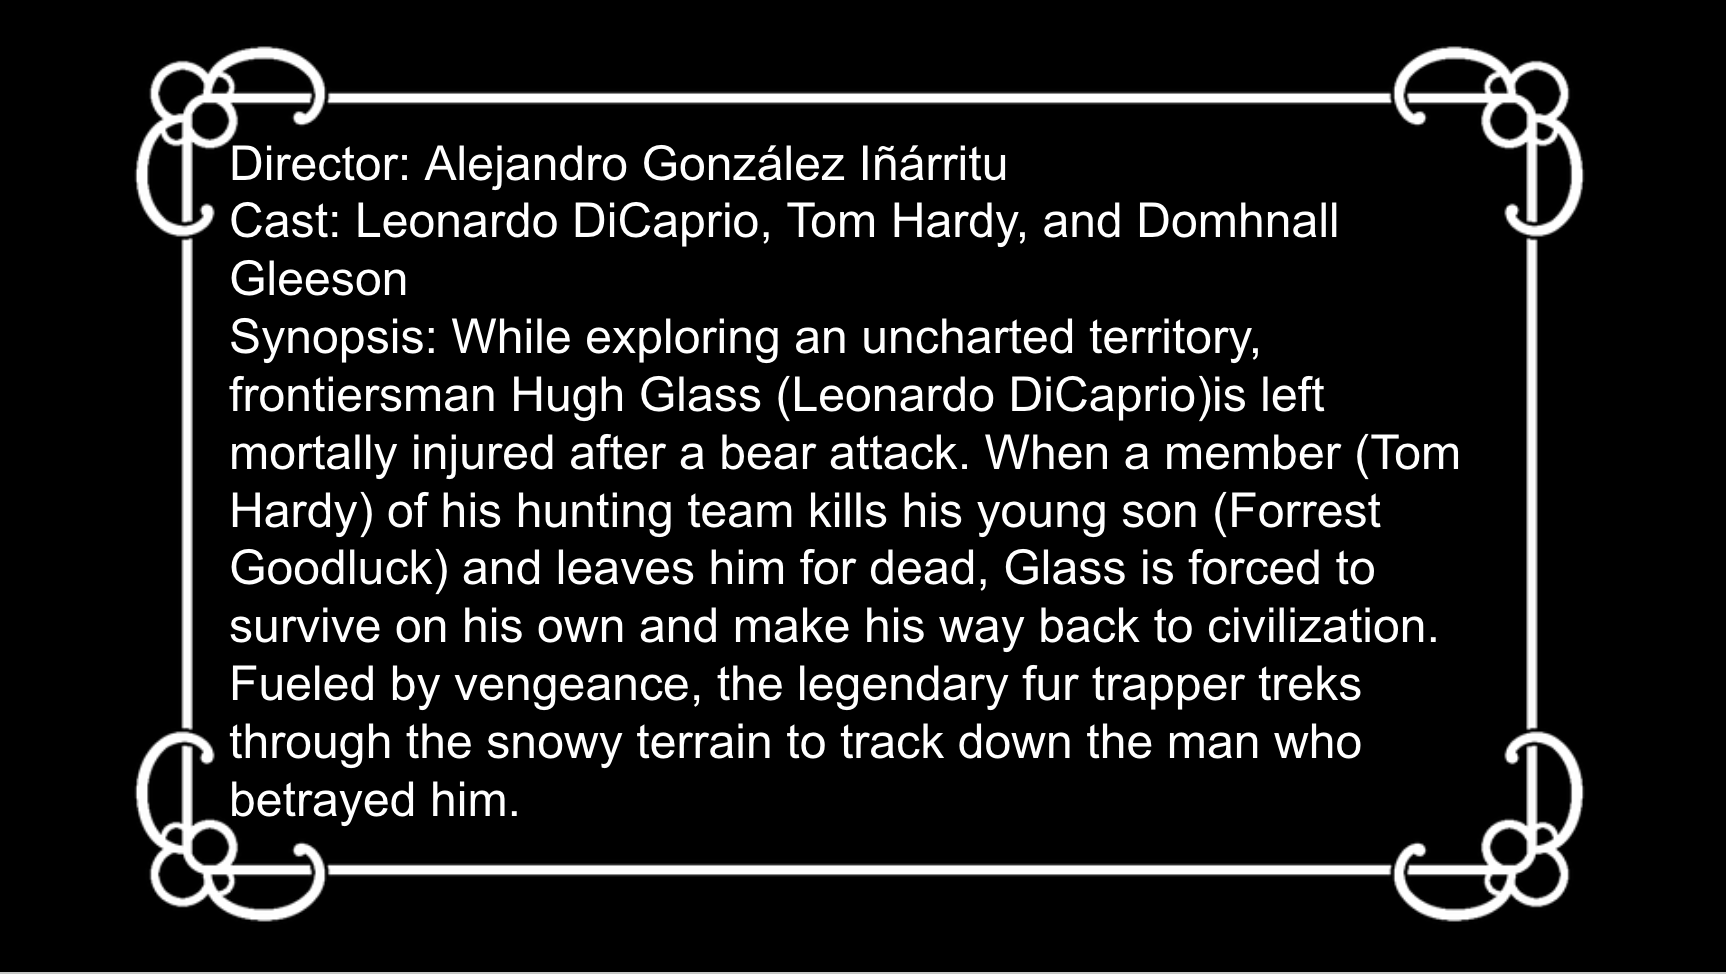 Director: Alejandro González Iñárritu
Cast: Leonardo DiCaprio, Tom Hardy, and Domhnall
Gleeson
Synopsis: While exploring an uncharted territory,
frontiersman Hugh Glass (Leonardo DiCaprio)is left
mortally injured after a bear attack. When a member (Tom
Hardy) of his hunting team kills his young son (Forrest
Goodluck) and leaves him for dead, Glass is forced to
survive on his own and make his way back to civilization.
Fueled by vengeance, the legendary fur trapper treks
through the snowy terrain to track down the man who
betrayed him.